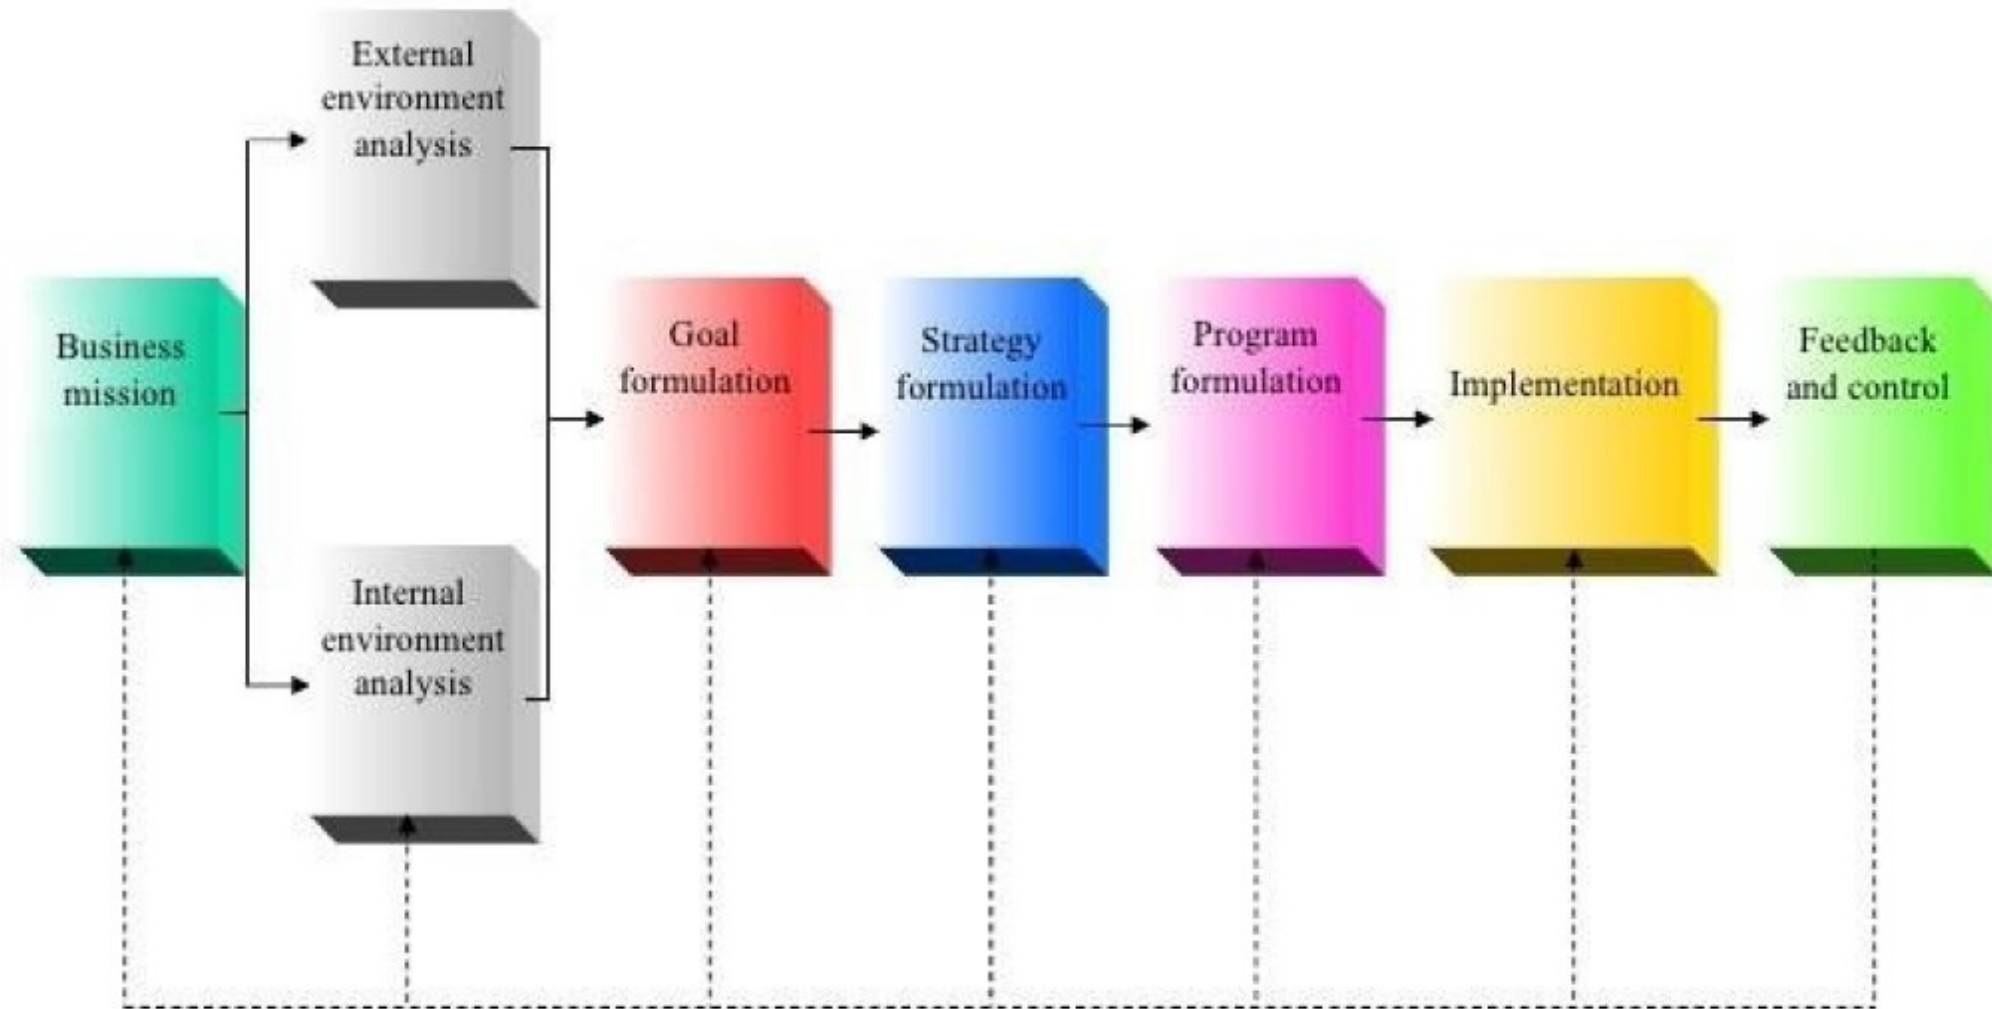 External
environment
analysis
Business
mission
Internal
environment
analysis
Goal
formulation
Strategy
formulation
Program
formulation
Implementation
Feedback
and control